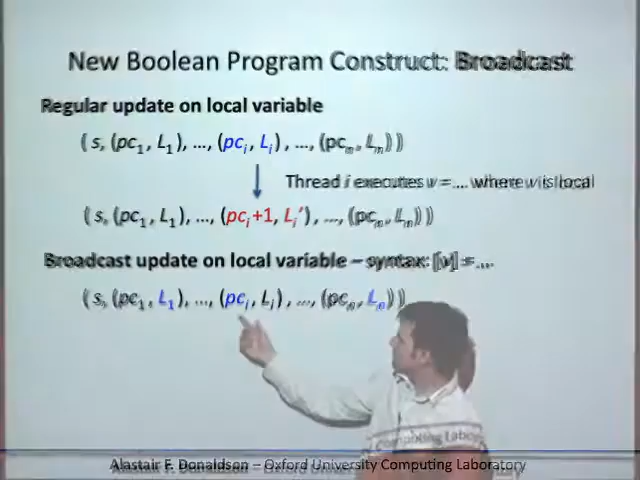 New Boolean Program Construct: Broadcast
Regular update on local variable
( s, (pc₁, L₁), ..., (pcᵢ, Lᵢ) , ..., (pcₙ, Lₙ))
Thread i executes v = .... where v is local
( s, (pc₁, L₁), ..., (pcᵢ+1, Lᵢ') , ..., (pcₙ, Lₙ))
Broadcast update on local variable – syntax: [v] = ...
( s, (pc₁, L₁), ..., (pcᵢ, Lᵢ) , ..., (pcₙ, Lₙ))
Computing Labor
Alastair F. Donaldson – Oxford University Computing Laboratory